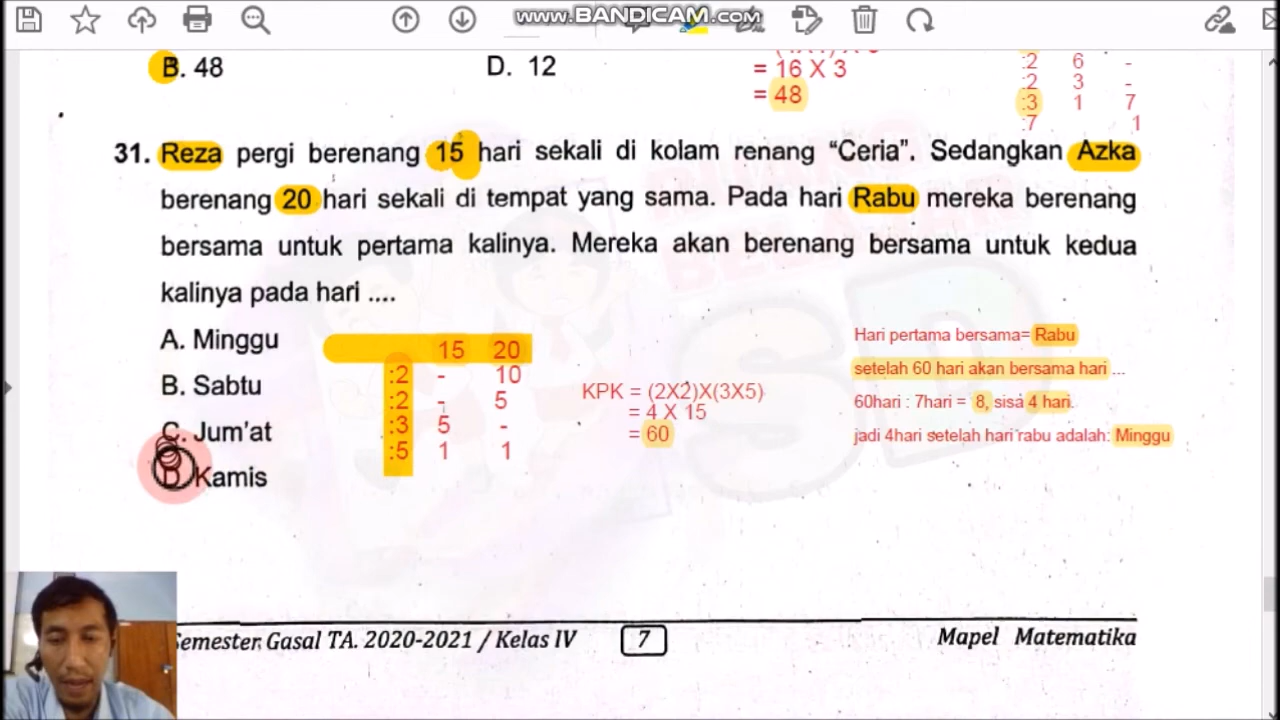 www.BANDICAM.com
B. 48
D. 12
= 16 X 3
= 48
:2 6 -
:2 3 -
:3 1 7
:7 1
31. Reza pergi berenang 15 hari sekali di kolam renang “Ceria”. Sedangkan Azka
berenang 20 hari sekali di tempat yang sama. Pada hari Rabu mereka berenang
bersama untuk pertama kalinya. Mereka akan berenang bersama untuk kedua
kalinya pada hari ....
A. Minggu
B. Sabtu
C. Jum’at
D. Kamis
15 20
:2 - 10
:2 - 5
:3 5 -
:5 1 1
KPK = (2X2)X(3X5)
= 4 X 15
= 60
Hari pertama bersama= Rabu
setelah 60 hari akan bersama hari ...
60hari : 7hari = 8, sisa 4 hari.
jadi 4hari setelah hari rabu adalah: Minggu
Semester Gasal TA. 2020-2021 / Kelas IV
7
Mapel Matematika